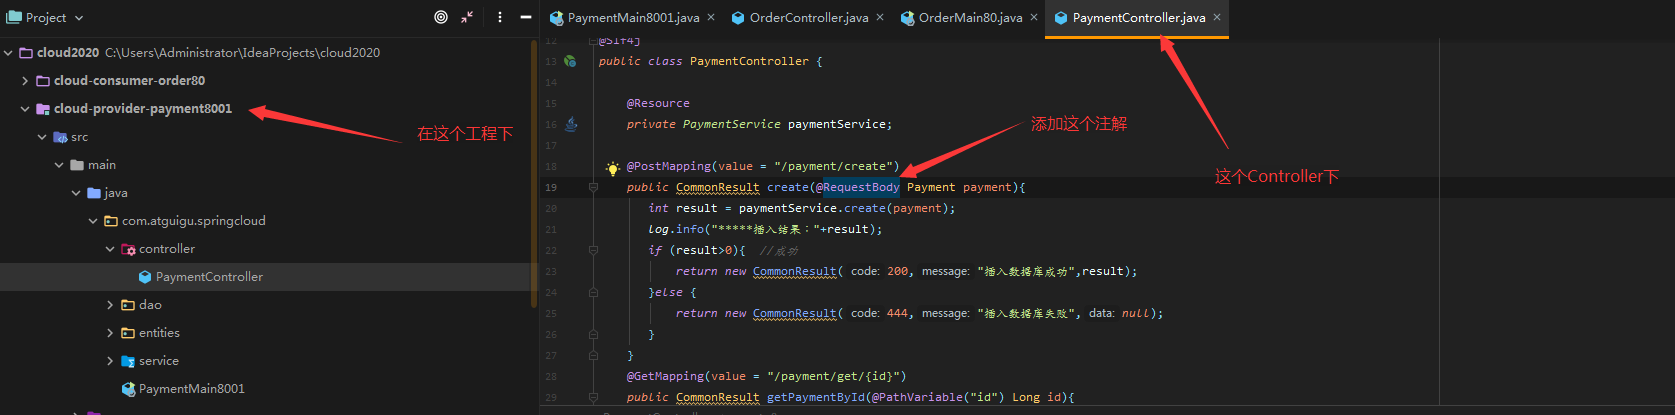 Project
cloud2020 C:\Users\Administrator\IdeaProjects\cloud2020
cloud-consumer-order80
cloud-provider-payment8001
在这个工程下
src
main
java
com.atguigu.springcloud
controller
PaymentController
dao
entities
service
PaymentMain8001
PaymentMain8001.java
OrderController.java
OrderMain80.java
PaymentController.java
12 @Slf4j
13 public class PaymentController {
14
15 @Resource
16 private PaymentService paymentService;
添加这个注解
17
18 @PostMapping(value = "/payment/create")
这个Controller下
19 public CommonResult create(@RequestBody Payment payment){
20 int result = paymentService.create(payment);
21 log.info("*****插入结果："+result);
22 if (result>0){ //成功
23 return new CommonResult( code: 200, message: "插入数据库成功",result);
24 }else {
25 return new CommonResult( code: 444, message: "插入数据库失败", data: null);
26 }
27 }
28 @GetMapping(value = "/payment/get/{id}")
29 public CommonResult getPaymentById(@PathVariable("id") Long id){